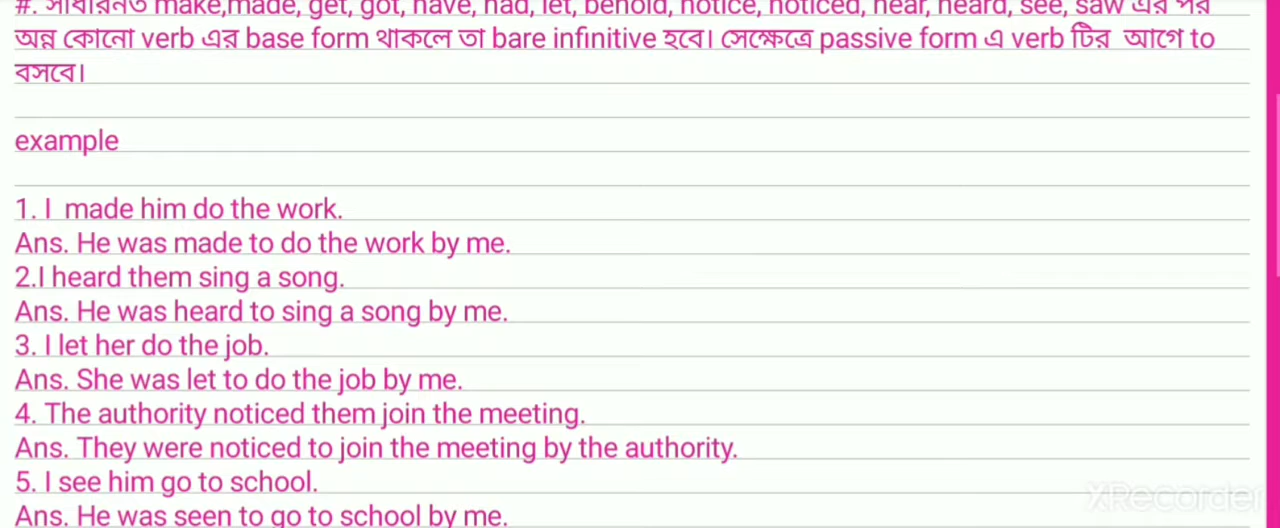 #. সাধারনত make,made, get, got, have, had, let, behold, notice, noticed, hear, heard, see, saw এর পর
অন্ন কোনো verb এর base form থাকলে তা bare infinitive হবে। সেক্ষেত্রে passive form এ verb টির আগে to
বসবে।
example
1. I made him do the work.
Ans. He was made to do the work by me.
2.I heard them sing a song.
Ans. He was heard to sing a song by me.
3. I let her do the job.
Ans. She was let to do the job by me.
4. The authority noticed them join the meeting.
Ans. They were noticed to join the meeting by the authority.
5. I see him go to school.
Ans. He was seen to go to school by me.
XRecorder